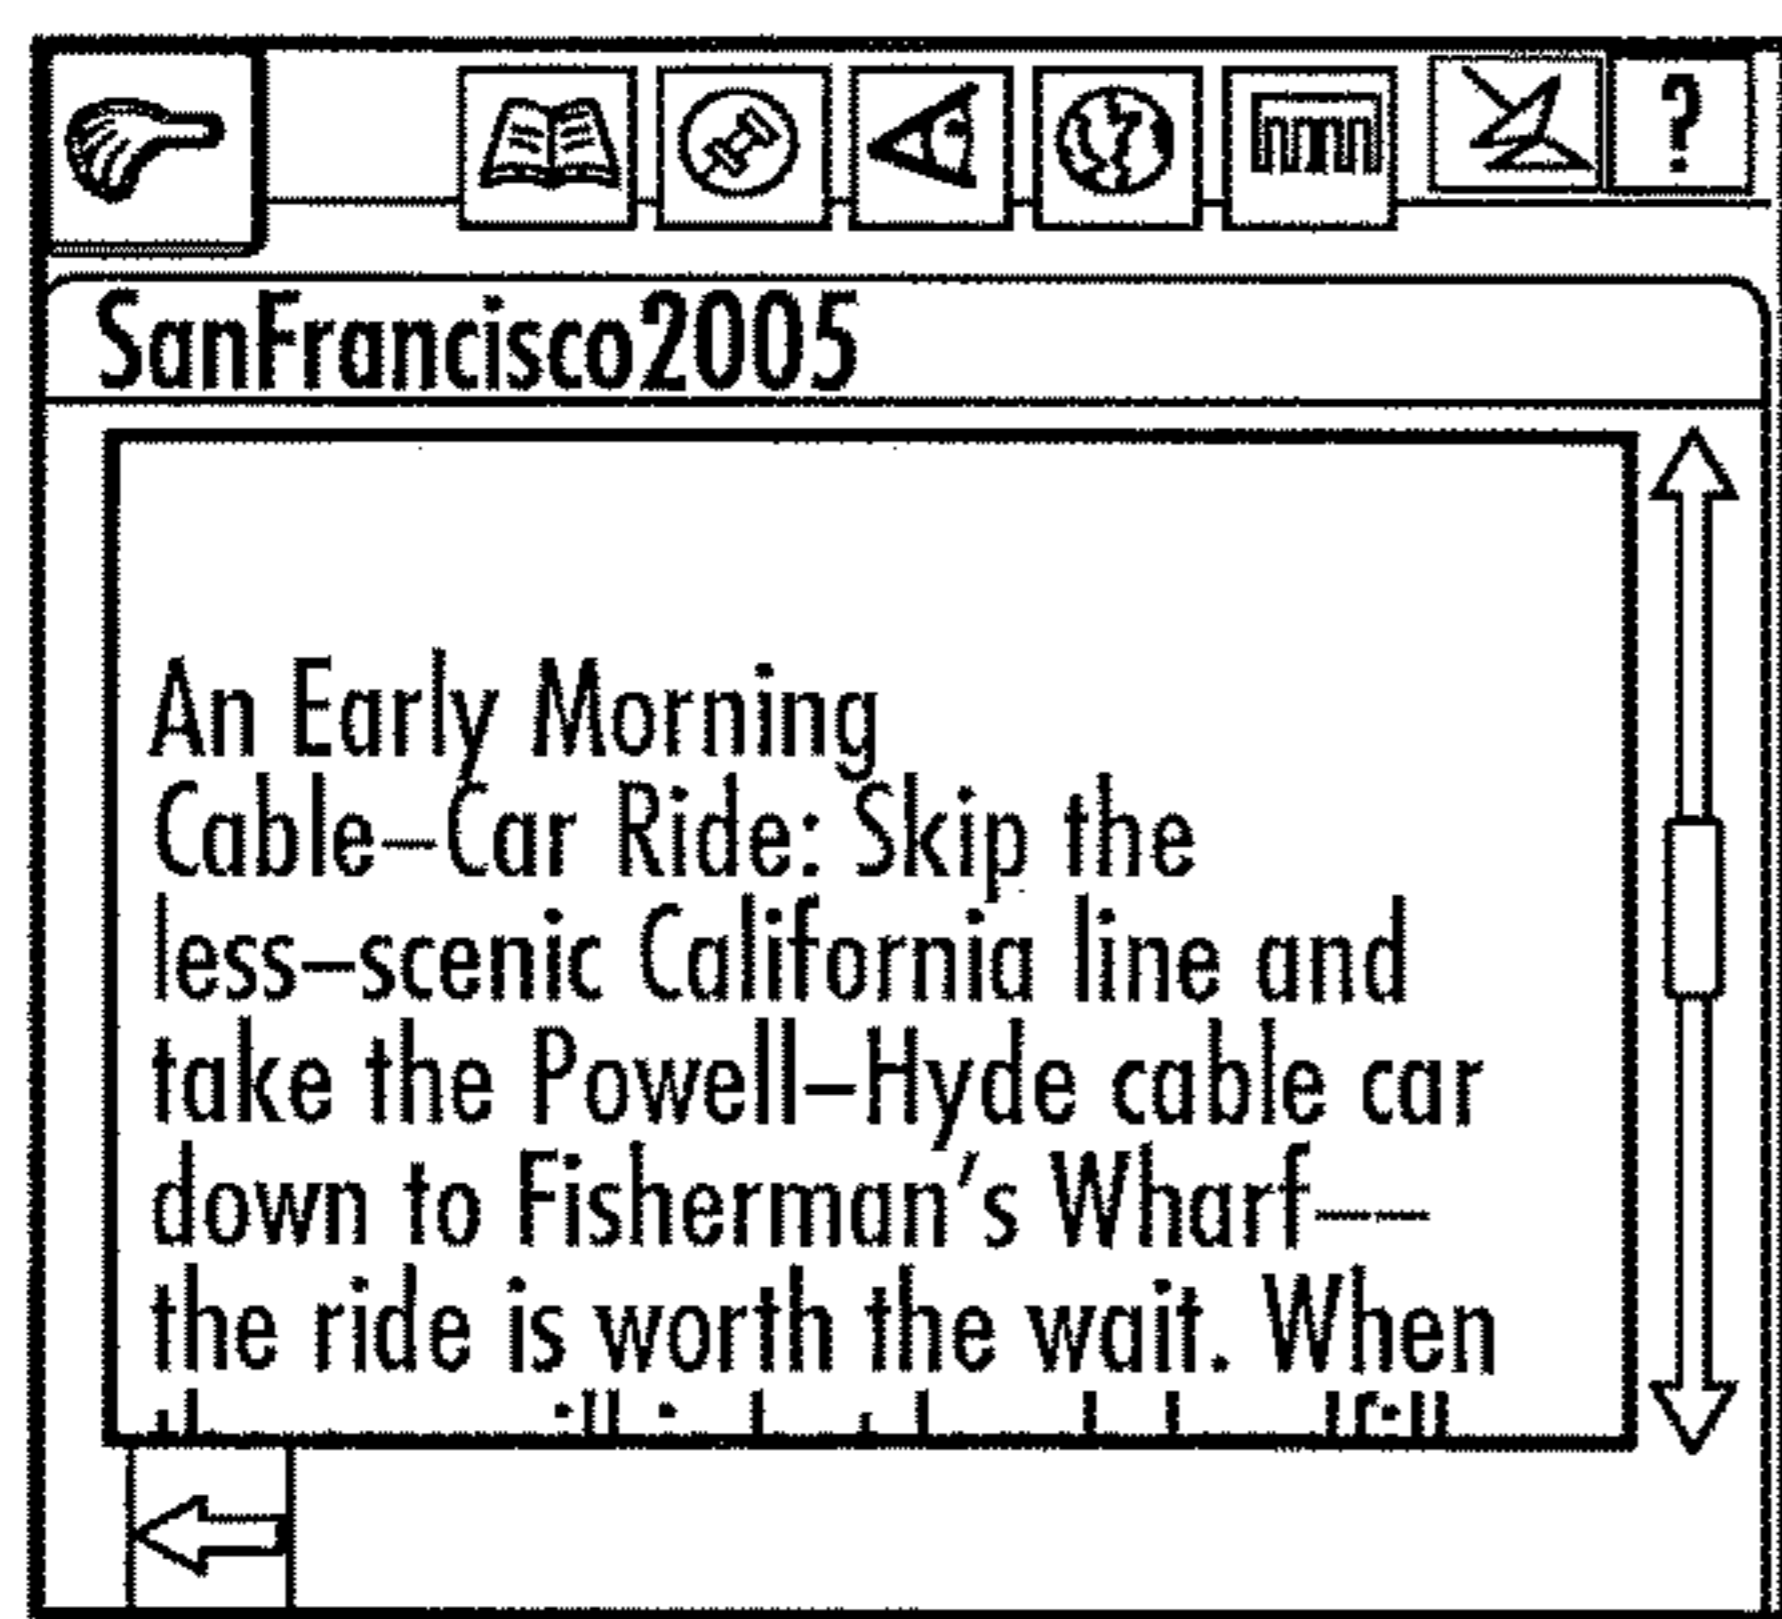 ?
SanFrancisco2005
An Early Morning
Cable–Car Ride: Skip the
less–scenic California line and
take the Powell–Hyde cable car
down to Fisherman's Wharf––
the ride is worth the wait. When